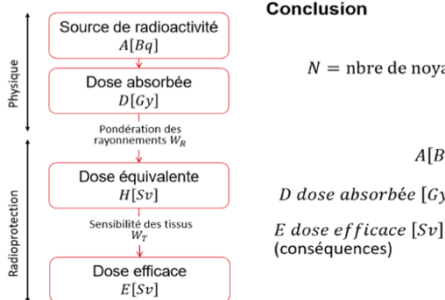 Conclusion
Source de radioactivité
A[Bq]
Physique
Dose absorbée
D[Gy]
Pondération des
rayonnements W_R
Radioprotection
Dose équivalente
H[Sv]
Sensibilité des tissus
W_T
Dose efficace
E[Sv]
N = nbre de noya
A[B
D dose absorbée [Gy
E dose efficace [Sv]
(conséquences)